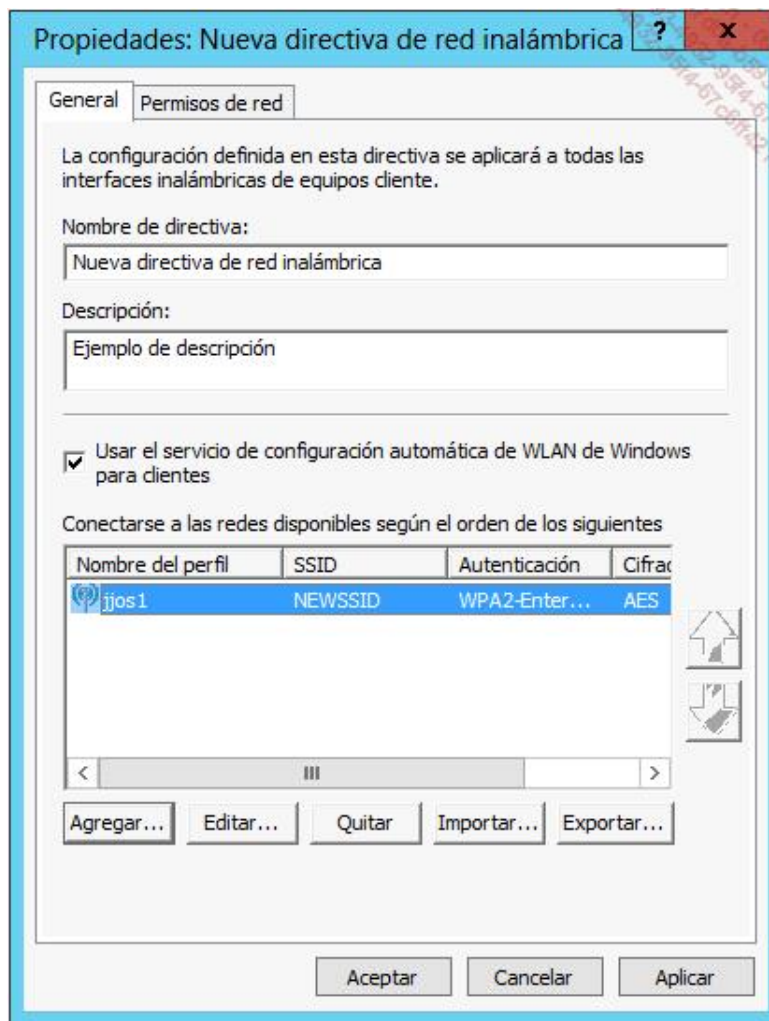 Propiedades: Nueva directiva de red inalámbrica
?
x
General
Permisos de red
La configuración definida en esta directiva se aplicará a todas las
interfaces inalámbricas de equipos cliente.
Nombre de directiva:
Nueva directiva de red inalámbrica
Descripción:
Ejemplo de descripción
Usar el servicio de configuración automática de WLAN de Windows
para clientes
Conectarse a las redes disponibles según el orden de los siguientes
Nombre del perfil SSID Autenticación Cifrac
jjos1 NEWSSID WPA2-Enter... AES
Agregar... Editar... Quitar Importar... Exportar...
Aceptar Cancelar Aplicar